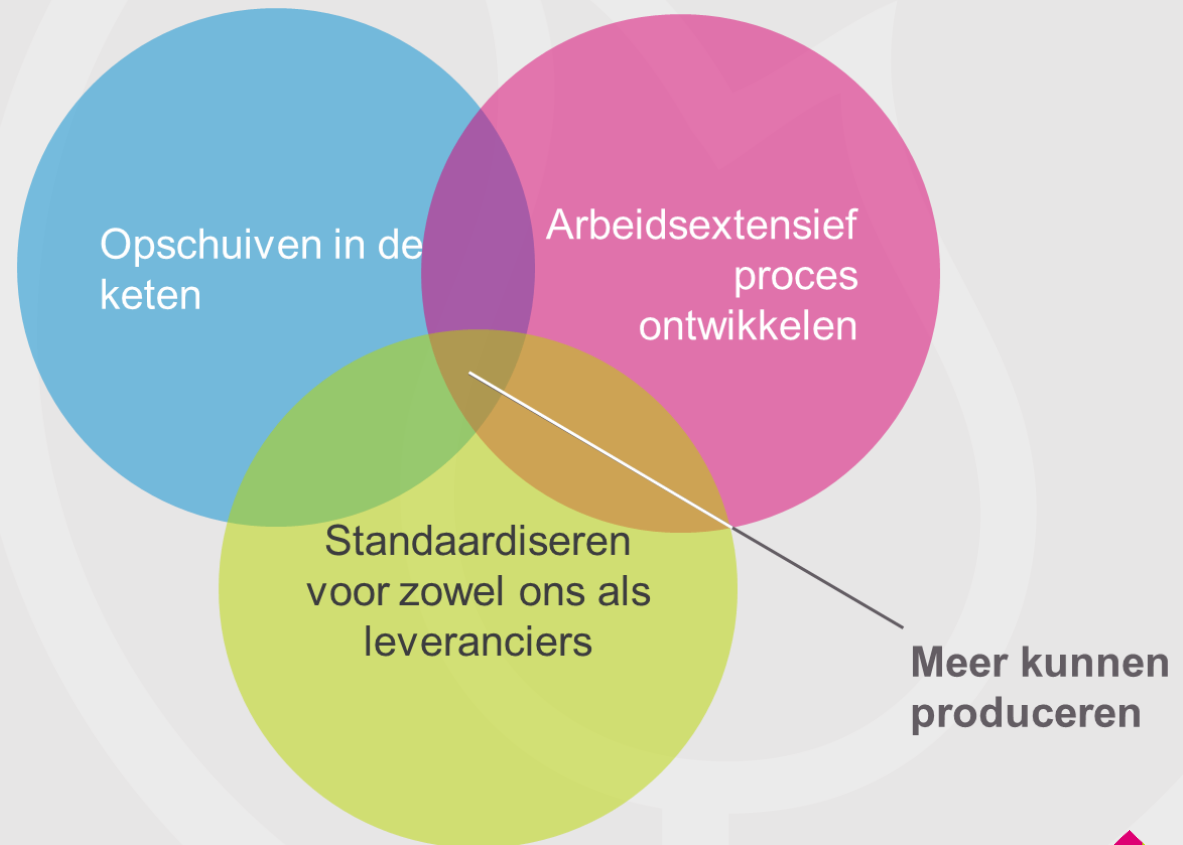 Opschuiven in de
keten
Arbeidsextensief
proces
ontwikkelen
Standaardiseren
voor zowel ons als
leveranciers
Meer kunnen
produceren